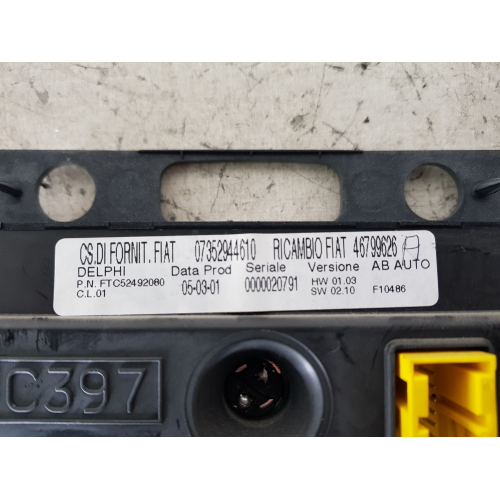 CS.DI FORNIT. FIAT 07352944610 RICAMBIO FIAT 46799626
DELPHI Data Prod Seriale Versione AB AUTO
P.N. FTC52492080 05-03-01 0000020791 HW 01.03
C.L.01 SW 02.10 F10486
C397